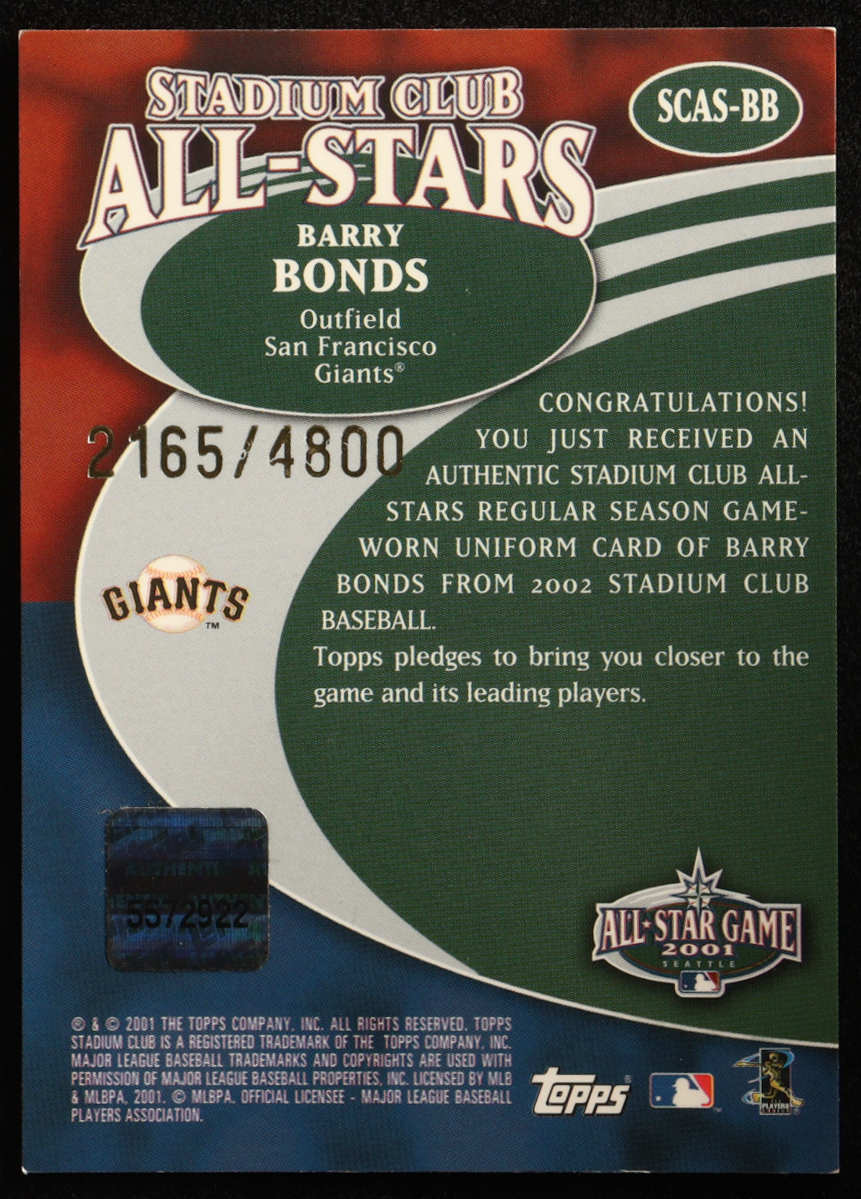 STADIUM CLUB
ALL-STARS
SCAS-BB
BARRY
BONDS
Outfield
San Francisco
Giants®
2165/4800
CONGRATULATIONS!
YOU JUST RECEIVED AN
AUTHENTIC STADIUM CLUB ALL-
STARS REGULAR SEASON GAME-
WORN UNIFORM CARD OF BARRY
BONDS FROM 2002 STADIUM CLUB
BASEBALL.
Topps pledges to bring you closer to the
game and its leading players.
GIANTS
TM
AUTHENTIC
5572922
ALL-STAR GAME
2001
SEATTLE
® & © 2001 THE TOPPS COMPANY, INC. ALL RIGHTS RESERVED. TOPPS
STADIUM CLUB IS A REGISTERED TRADEMARK OF THE TOPPS COMPANY, INC.
MAJOR LEAGUE BASEBALL TRADEMARKS AND COPYRIGHTS ARE USED WITH
PERMISSION OF MAJOR LEAGUE BASEBALL PROPERTIES, INC. LICENSED BY MLB
& MLBPA, 2001. © MLBPA. OFFICIAL LICENSEE - MAJOR LEAGUE BASEBALL
PLAYERS ASSOCIATION.
Topps®
PLAYERS